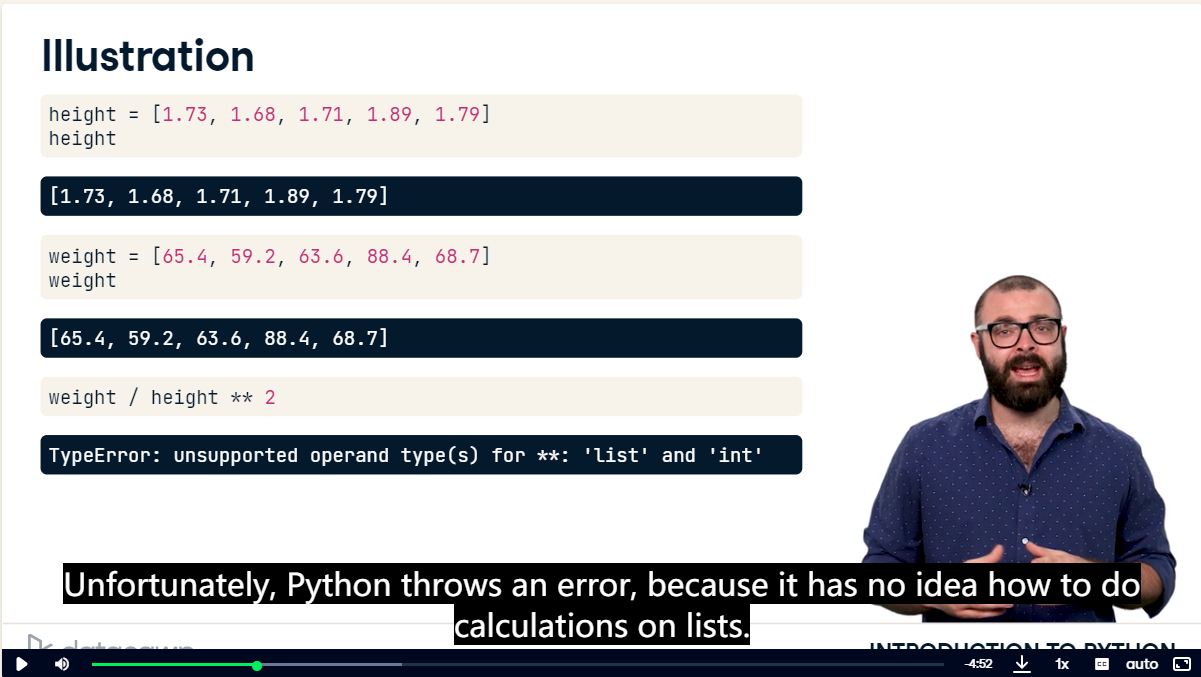 Illustration
height = [1.73, 1.68, 1.71, 1.89, 1.79]
height
[1.73, 1.68, 1.71, 1.89, 1.79]
weight = [65.4, 59.2, 63.6, 88.4, 68.7]
weight
[65.4, 59.2, 63.6, 88.4, 68.7]
weight / height ** 2
TypeError: unsupported operand type(s) for **: 'list' and 'int'
Unfortunately, Python throws an error, because it has no idea how to do
calculations on lists.
datacamp
INTRODUCTION TO PYTHON
-4:52
1x
CC
auto